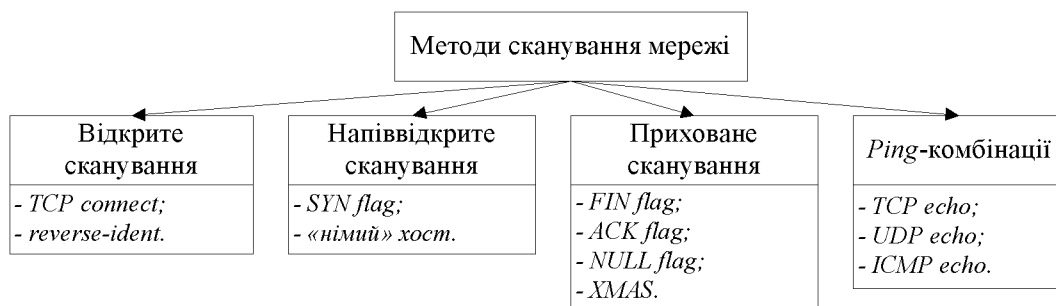 Методи сканування мережі
Відкрите
сканування
- TCP connect;
- reverse-ident.
Напіввідкрите
сканування
- SYN flag;
- «німий» хост.
Приховане
сканування
- FIN flag;
- ACK flag;
- NULL flag;
- XMAS.
Ping-комбінації
- TCP echo;
- UDP echo;
- ICMP echo.